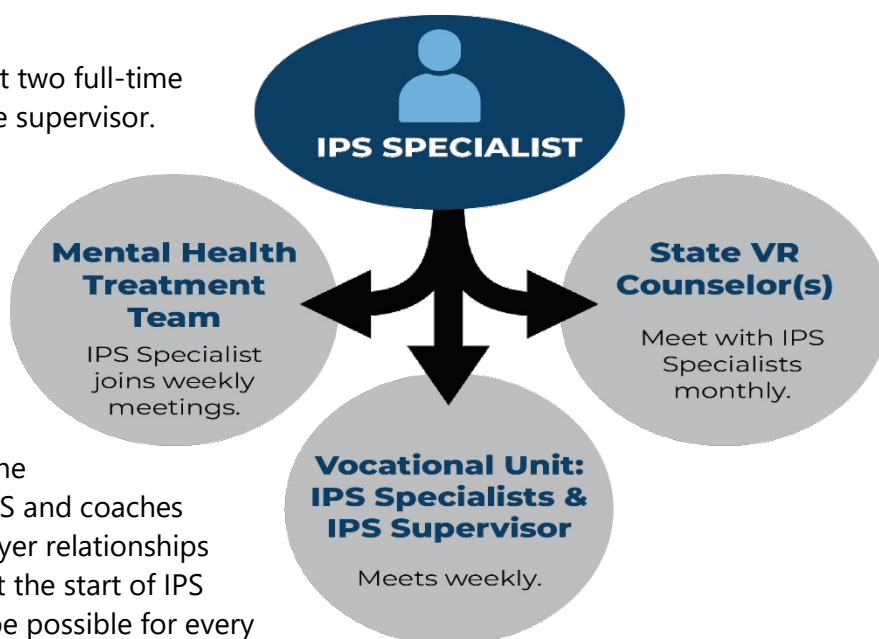 t two full-time
e supervisor.
IPS SPECIALIST
Mental Health
Treatment
Team
IPS Specialist
joins weekly
meetings.
State VR
Counselor(s)
Meet with IPS
Specialists
monthly.
Vocational Unit:
IPS Specialists &
IPS Supervisor
Meets weekly.
ne
S and coaches
yer relationships
t the start of IPS
be possible for every